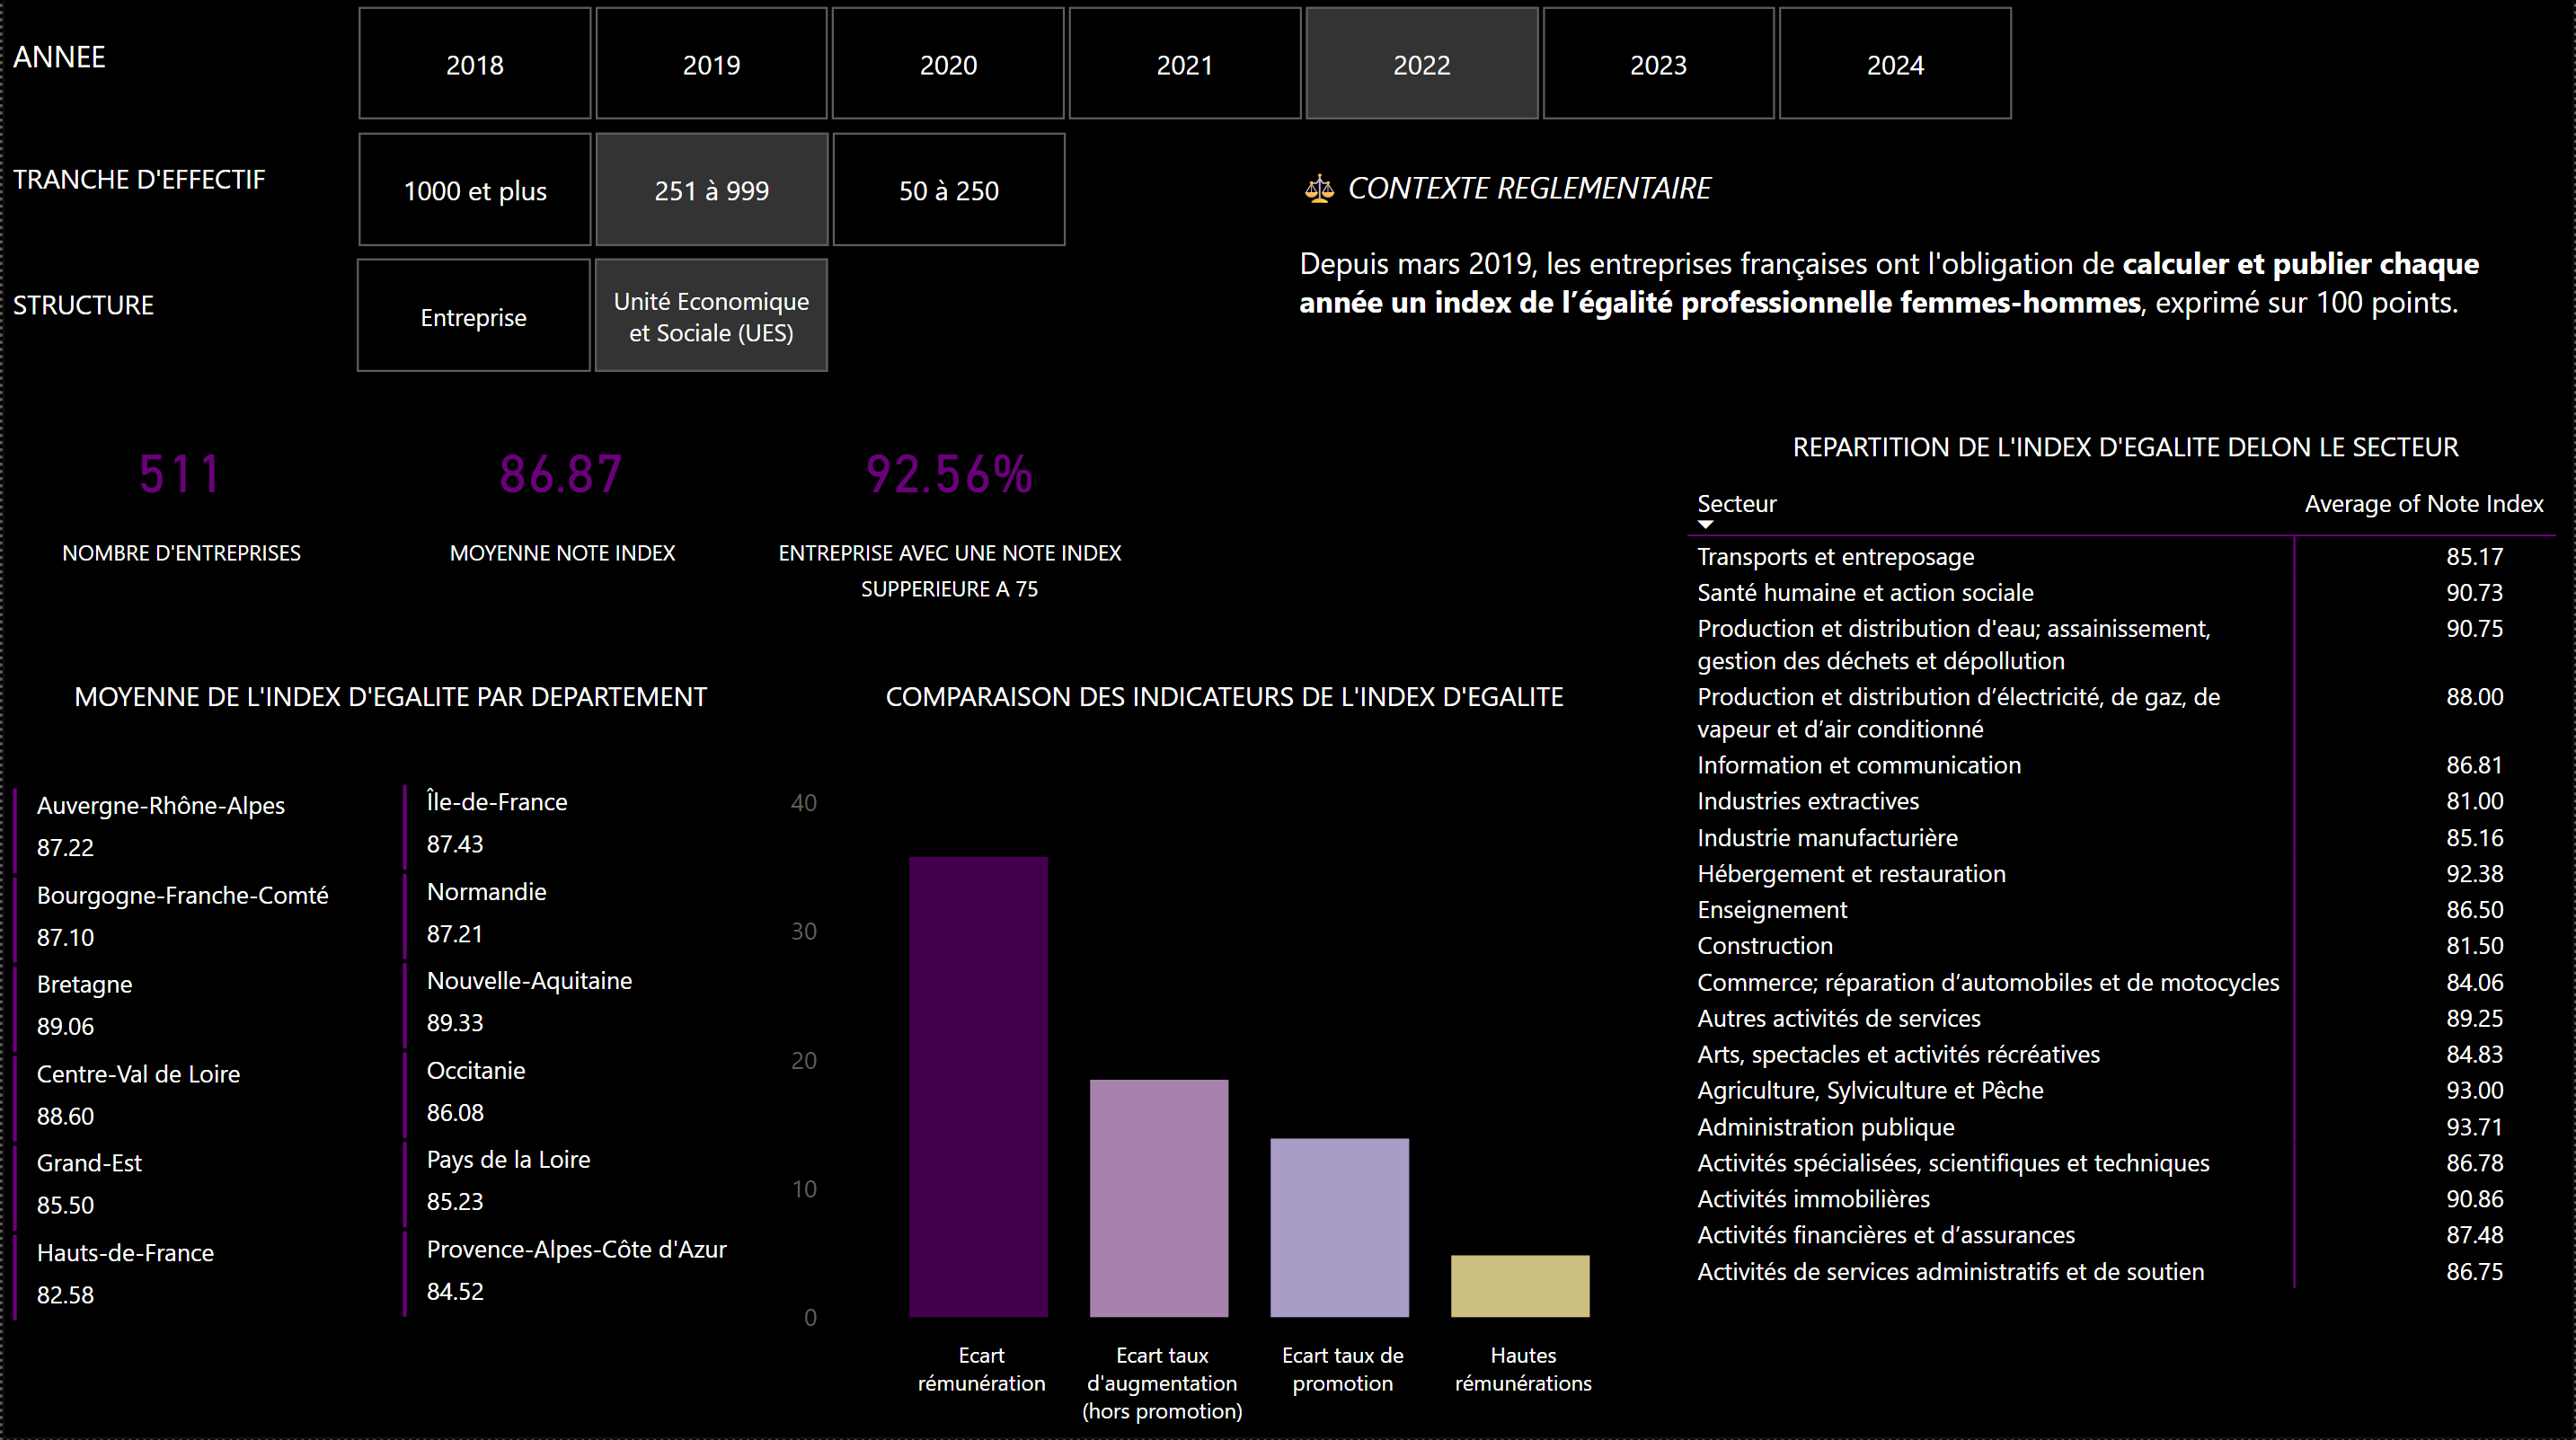 ANNEE
2018
2019
2020
2021
2022
2023
2024
TRANCHE D'EFFECTIF
1000 et plus
251 à 999
50 à 250
STRUCTURE
Entreprise
Unité Economique
et Sociale (UES)
⚖️ CONTEXTE REGLEMENTAIRE
Depuis mars 2019, les entreprises françaises ont l'obligation de calculer et publier chaque
année un index de l’égalité professionnelle femmes-hommes, exprimé sur 100 points.
511
NOMBRE D'ENTREPRISES
86.87
MOYENNE NOTE INDEX
92.56%
ENTREPRISE AVEC UNE NOTE INDEX
SUPPERIEURE A 75
MOYENNE DE L'INDEX D'EGALITE PAR DEPARTEMENT
Auvergne-Rhône-Alpes
87.22
Bourgogne-Franche-Comté
87.10
Bretagne
89.06
Centre-Val de Loire
88.60
Grand-Est
85.50
Hauts-de-France
82.58
Île-de-France
87.43
Normandie
87.21
Nouvelle-Aquitaine
89.33
Occitanie
86.08
Pays de la Loire
85.23
Provence-Alpes-Côte d'Azur
84.52
COMPARAISON DES INDICATEURS DE L'INDEX D'EGALITE
40
30
20
10
0
Ecart
rémunération
Ecart taux
d'augmentation
(hors promotion)
Ecart taux de
promotion
Hautes
rémunérations
REPARTITION DE L'INDEX D'EGALITE DELON LE SECTEUR
Secteur Average of Note Index
Transports et entreposage 85.17
Santé humaine et action sociale 90.73
Production et distribution d'eau; assainissement, 90.75
gestion des déchets et dépollution
Production et distribution d’électricité, de gaz, de 88.00
vapeur et d’air conditionné
Information et communication 86.81
Industries extractives 81.00
Industrie manufacturière 85.16
Hébergement et restauration 92.38
Enseignement 86.50
Construction 81.50
Commerce; réparation d’automobiles et de motocycles 84.06
Autres activités de services 89.25
Arts, spectacles et activités récréatives 84.83
Agriculture, Sylviculture et Pêche 93.00
Administration publique 93.71
Activités spécialisées, scientifiques et techniques 86.78
Activités immobilières 90.86
Activités financières et d’assurances 87.48
Activités de services administratifs et de soutien 86.75